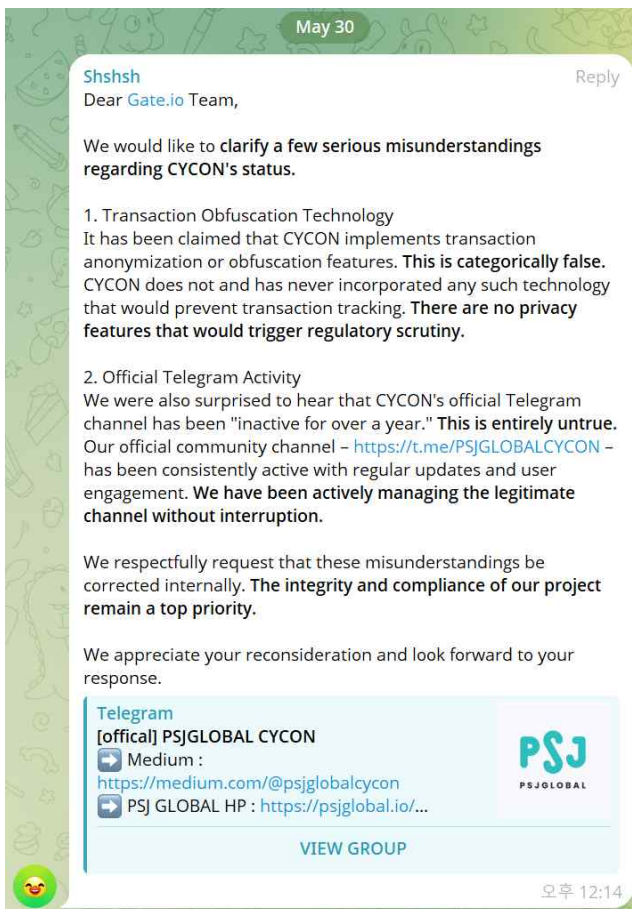 May 30
Shshsh
Reply
Dear Gate.io Team,
We would like to clarify a few serious misunderstandings
regarding CYCON's status.
1. Transaction Obfuscation Technology
It has been claimed that CYCON implements transaction
anonymization or obfuscation features. This is categorically false.
CYCON does not and has never incorporated any such technology
that would prevent transaction tracking. There are no privacy
features that would trigger regulatory scrutiny.
2. Official Telegram Activity
We were also surprised to hear that CYCON's official Telegram
channel has been "inactive for over a year." This is entirely untrue.
Our official community channel – https://t.me/PSJGLOBALCYCON –
has been consistently active with regular updates and user
engagement. We have been actively managing the legitimate
channel without interruption.
We respectfully request that these misunderstandings be
corrected internally. The integrity and compliance of our project
remain a top priority.
We appreciate your reconsideration and look forward to your
response.
Telegram
[offical] PSJGLOBAL CYCON
➡️ Medium :
https://medium.com/@psjglobalcycon
➡️ PSJ GLOBAL HP : https://psjglobal.io/...
PSJ
PSJGLOBAL
VIEW GROUP
오후 12:14